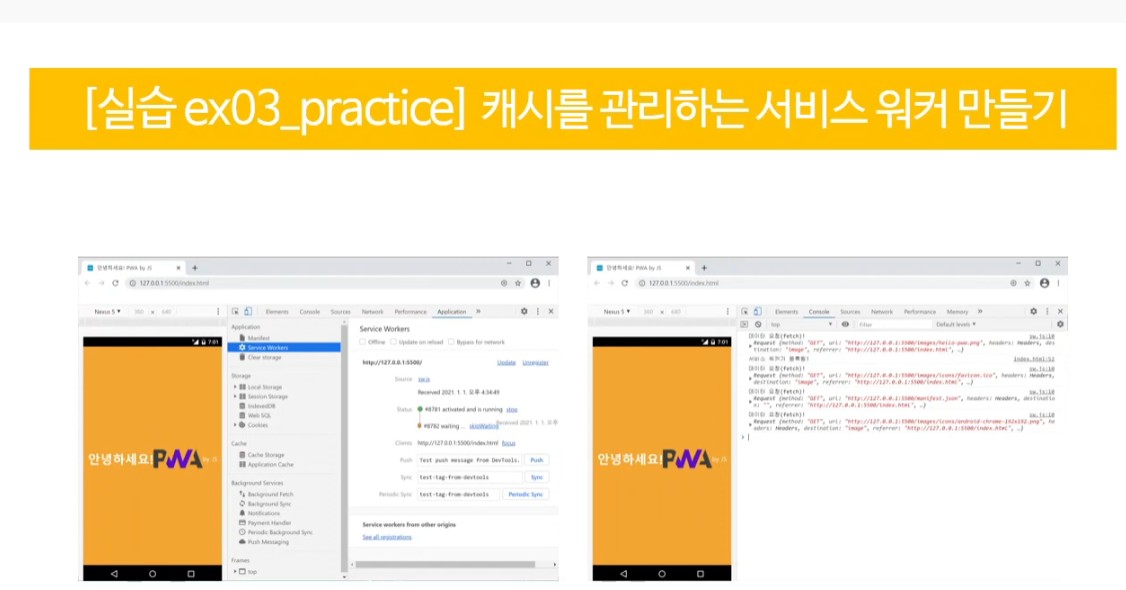 [실습 ex03_practice] 캐시를 관리하는 서비스 워커 만들기
안녕하세요! PWA by JS
127.0.0.1:5500/index.html
Nexus 5 360 x 640
Elements Console Sources Network Performance Application
7:01
안녕하세요! PWA by JS
Application
Manifest
Service Workers
Clear storage
Storage
Local Storage
Session Storage
IndexedDB
Web SQL
Cookies
Cache
Cache Storage
Application Cache
Background Services
Background Fetch
Background Sync
Notifications
Payment Handler
Periodic Background Sync
Push Messaging
Frames
top
Service Workers
Offline Update on reload Bypass for network
http://127.0.0.1:5500/ Update Unregister
Source sw.js
Received 2021. 1. 1. 오후 4:54:49
Status #8781 activated and is running stop
#8782 waiting ... skipWaiting Received 2021. 1. 1. 오후
Clients http://127.0.0.1:5500/index.html focus
Push Test push message from DevTools. Push
Sync test-tag-from-devtools Sync
Periodic Sync test-tag-from-devtools Periodic Sync
Service workers from other origins
See all registrations
안녕하세요! PWA by JS
127.0.0.1:5500/index.html
Nexus 5 360 x 640
Elements Console Sources Network Performance Memory
7:01
안녕하세요! PWA by JS
top Filter Default levels
데이터 요청(fetch)! sw.js:18
Request {method: "GET", url: "http://127.0.0.1:5500/images/hello-pwa.png", headers: Headers, des
tination: "image", referrer: "http://127.0.0.1:5500/index.html", …}
서비스 워커가 등록됨! index.html:51
데이터 요청(fetch)! sw.js:18
Request {method: "GET", url: "http://127.0.0.1:5500/images/icons/favicon.ico", headers: Headers,
destination: "image", referrer: "http://127.0.0.1:5500/index.html", …}
데이터 요청(fetch)! sw.js:18
Request {method: "GET", url: "http://127.0.0.1:5500/manifest.json", headers: Headers, destinatio
n: "", referrer: "http://127.0.0.1:5500/index.html", …}
데이터 요청(fetch)! sw.js:18
Request {method: "GET", url: "http://127.0.0.1:5500/images/icons/android-chrome-192x192.png", he
aders: Headers, destination: "image", referrer: "http://127.0.0.1:5500/index.html", …}